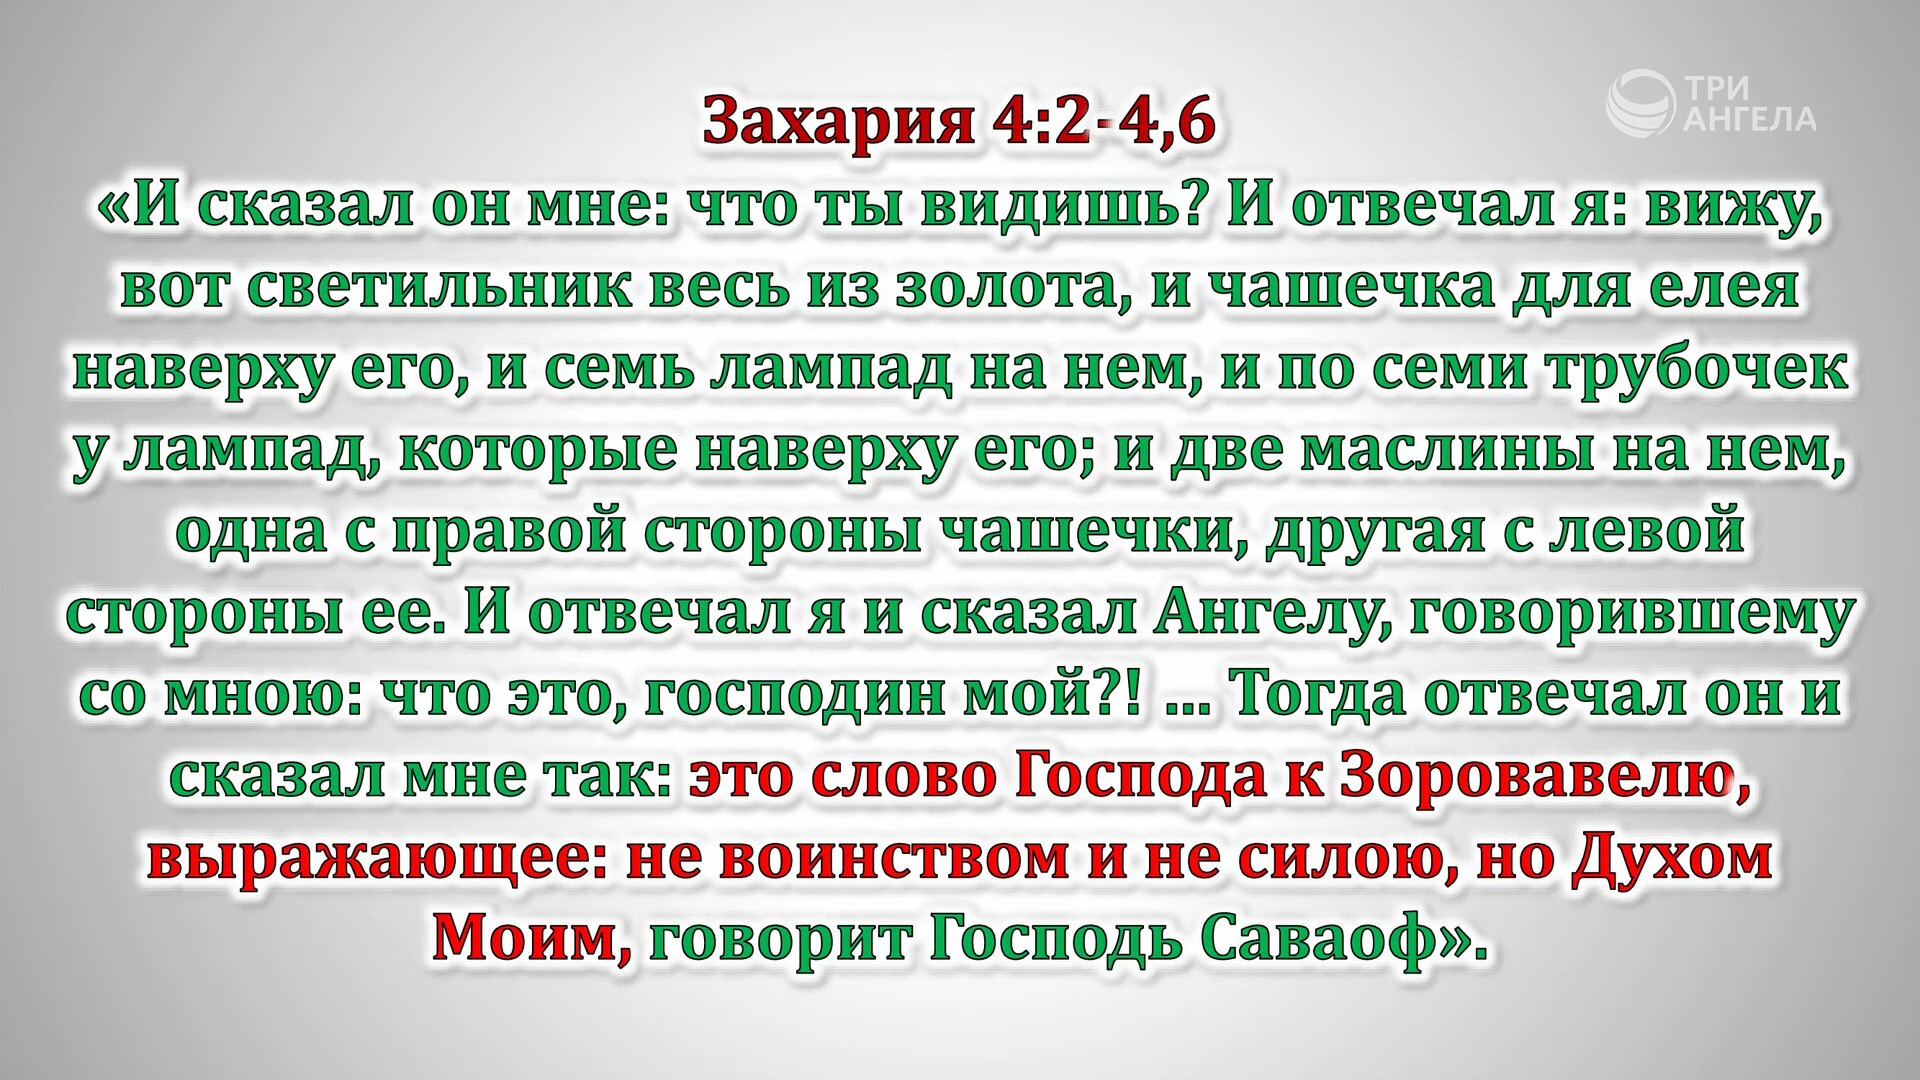 ТРИ
АНГЕЛА
Захария 4:2-4,6
«И сказал он мне: что ты видишь? И отвечал я: вижу,
вот светильник весь из золота, и чашечка для елея
наверху его, и семь лампад на нем, и по семи трубочек
у лампад, которые наверху его; и две маслины на нем,
одна с правой стороны чашечки, другая с левой
стороны ее. И отвечал я и сказал Ангелу, говорившему
со мною: что это, господин мой?! ... Тогда отвечал он и
сказал мне так: это слово Господа к Зоровавелю,
выражающее: не воинством и не силою, но Духом
Моим, говорит Господь Саваоф».